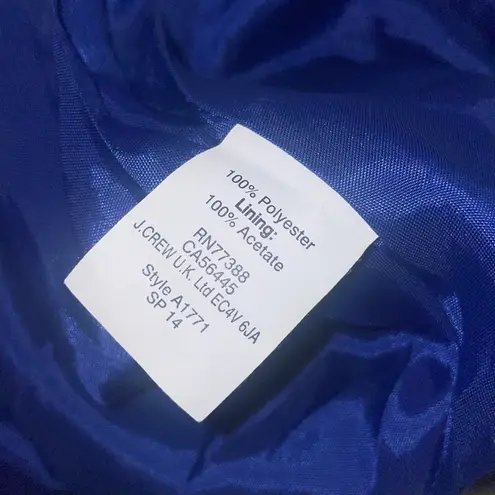 100% Polyester
Lining:
100% Acetate
RN77388
CA56445
J.CREW U.K. Ltd EC4V 6JA
Style A1771
SP 14